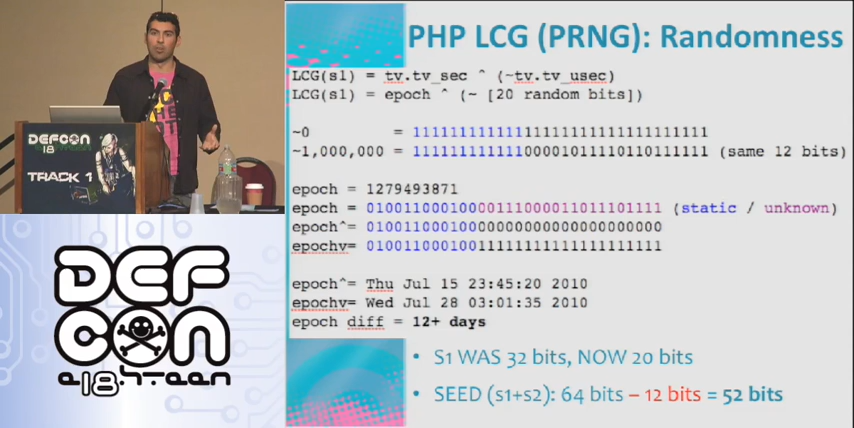 DEFCON
18
TRACK 1
DEF
CON
e18hteen
PHP LCG (PRNG): Randomness
LCG(s1) = tv.tv_sec ^ (~tv.tv_usec)
LCG(s1) = epoch ^ (~ [20 random bits])
~0 = 11111111111111111111111111111111
~1,000,000 = 11111111111100001011110110111111 (same 12 bits)
epoch = 1279493871
epoch = 01001100010000111000011011101111 (static / unknown)
epoch^= 01001100010000000000000000000000
epochv= 01001100010011111111111111111111
epoch^= Thu Jul 15 23:45:20 2010
epochv= Wed Jul 28 03:01:35 2010
epoch diff = 12+ days
• S1 WAS 32 bits, NOW 20 bits
• SEED (s1+s2): 64 bits – 12 bits = 52 bits